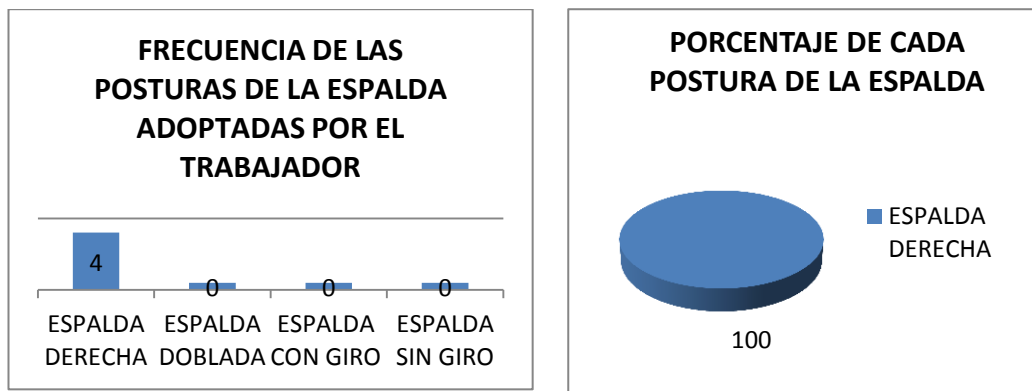 FRECUENCIA DE LAS
POSTURAS DE LA ESPALDA
ADOPTADAS POR EL
TRABAJADOR
4
0
0
0
ESPALDA
DERECHA
ESPALDA
DOBLADA
ESPALDA
CON GIRO
ESPALDA
SIN GIRO
PORCENTAJE DE CADA
POSTURA DE LA ESPALDA
ESPALDA
DERECHA
100